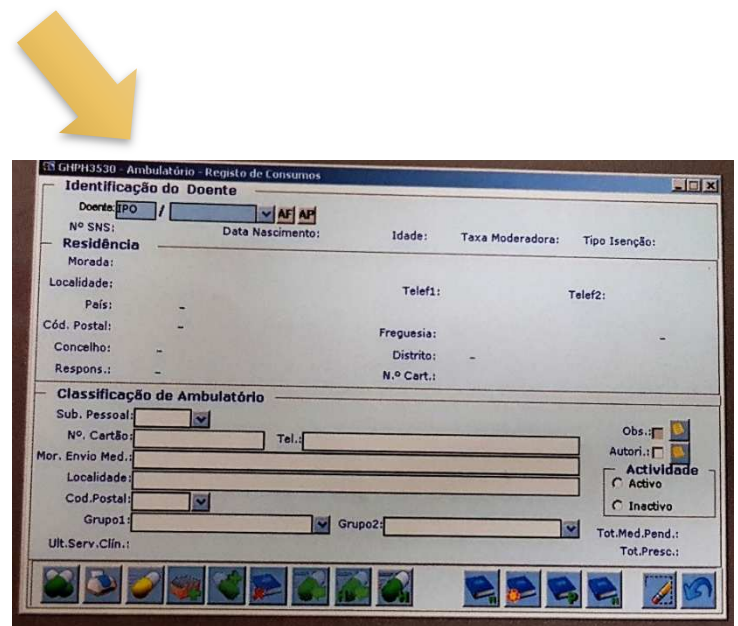 GHPH3530 - Ambulatório - Registo de Consumos
Identificação do Doente
Doente: IPO / AF AP
Nº SNS: Data Nascimento: Idade: Taxa Moderadora: Tipo Isenção:
Residência
Morada:
Localidade: Telef1: Telef2:
País: -
Cód. Postal: - Freguesia: -
Concelho: - Distrito: -
Respons.: - N.º Cart.:
Classificação de Ambulatório
Sub. Pessoal: Obs.:
Nº. Cartão: Tel.: Autori.:
Mor. Envio Med.: Actividade
Localidade: Activo
Cod.Postal: Inactivo
Grupo1: Grupo2: Tot.Med.Pend.:
Ult.Serv.Clín.: Tot.Presc.: